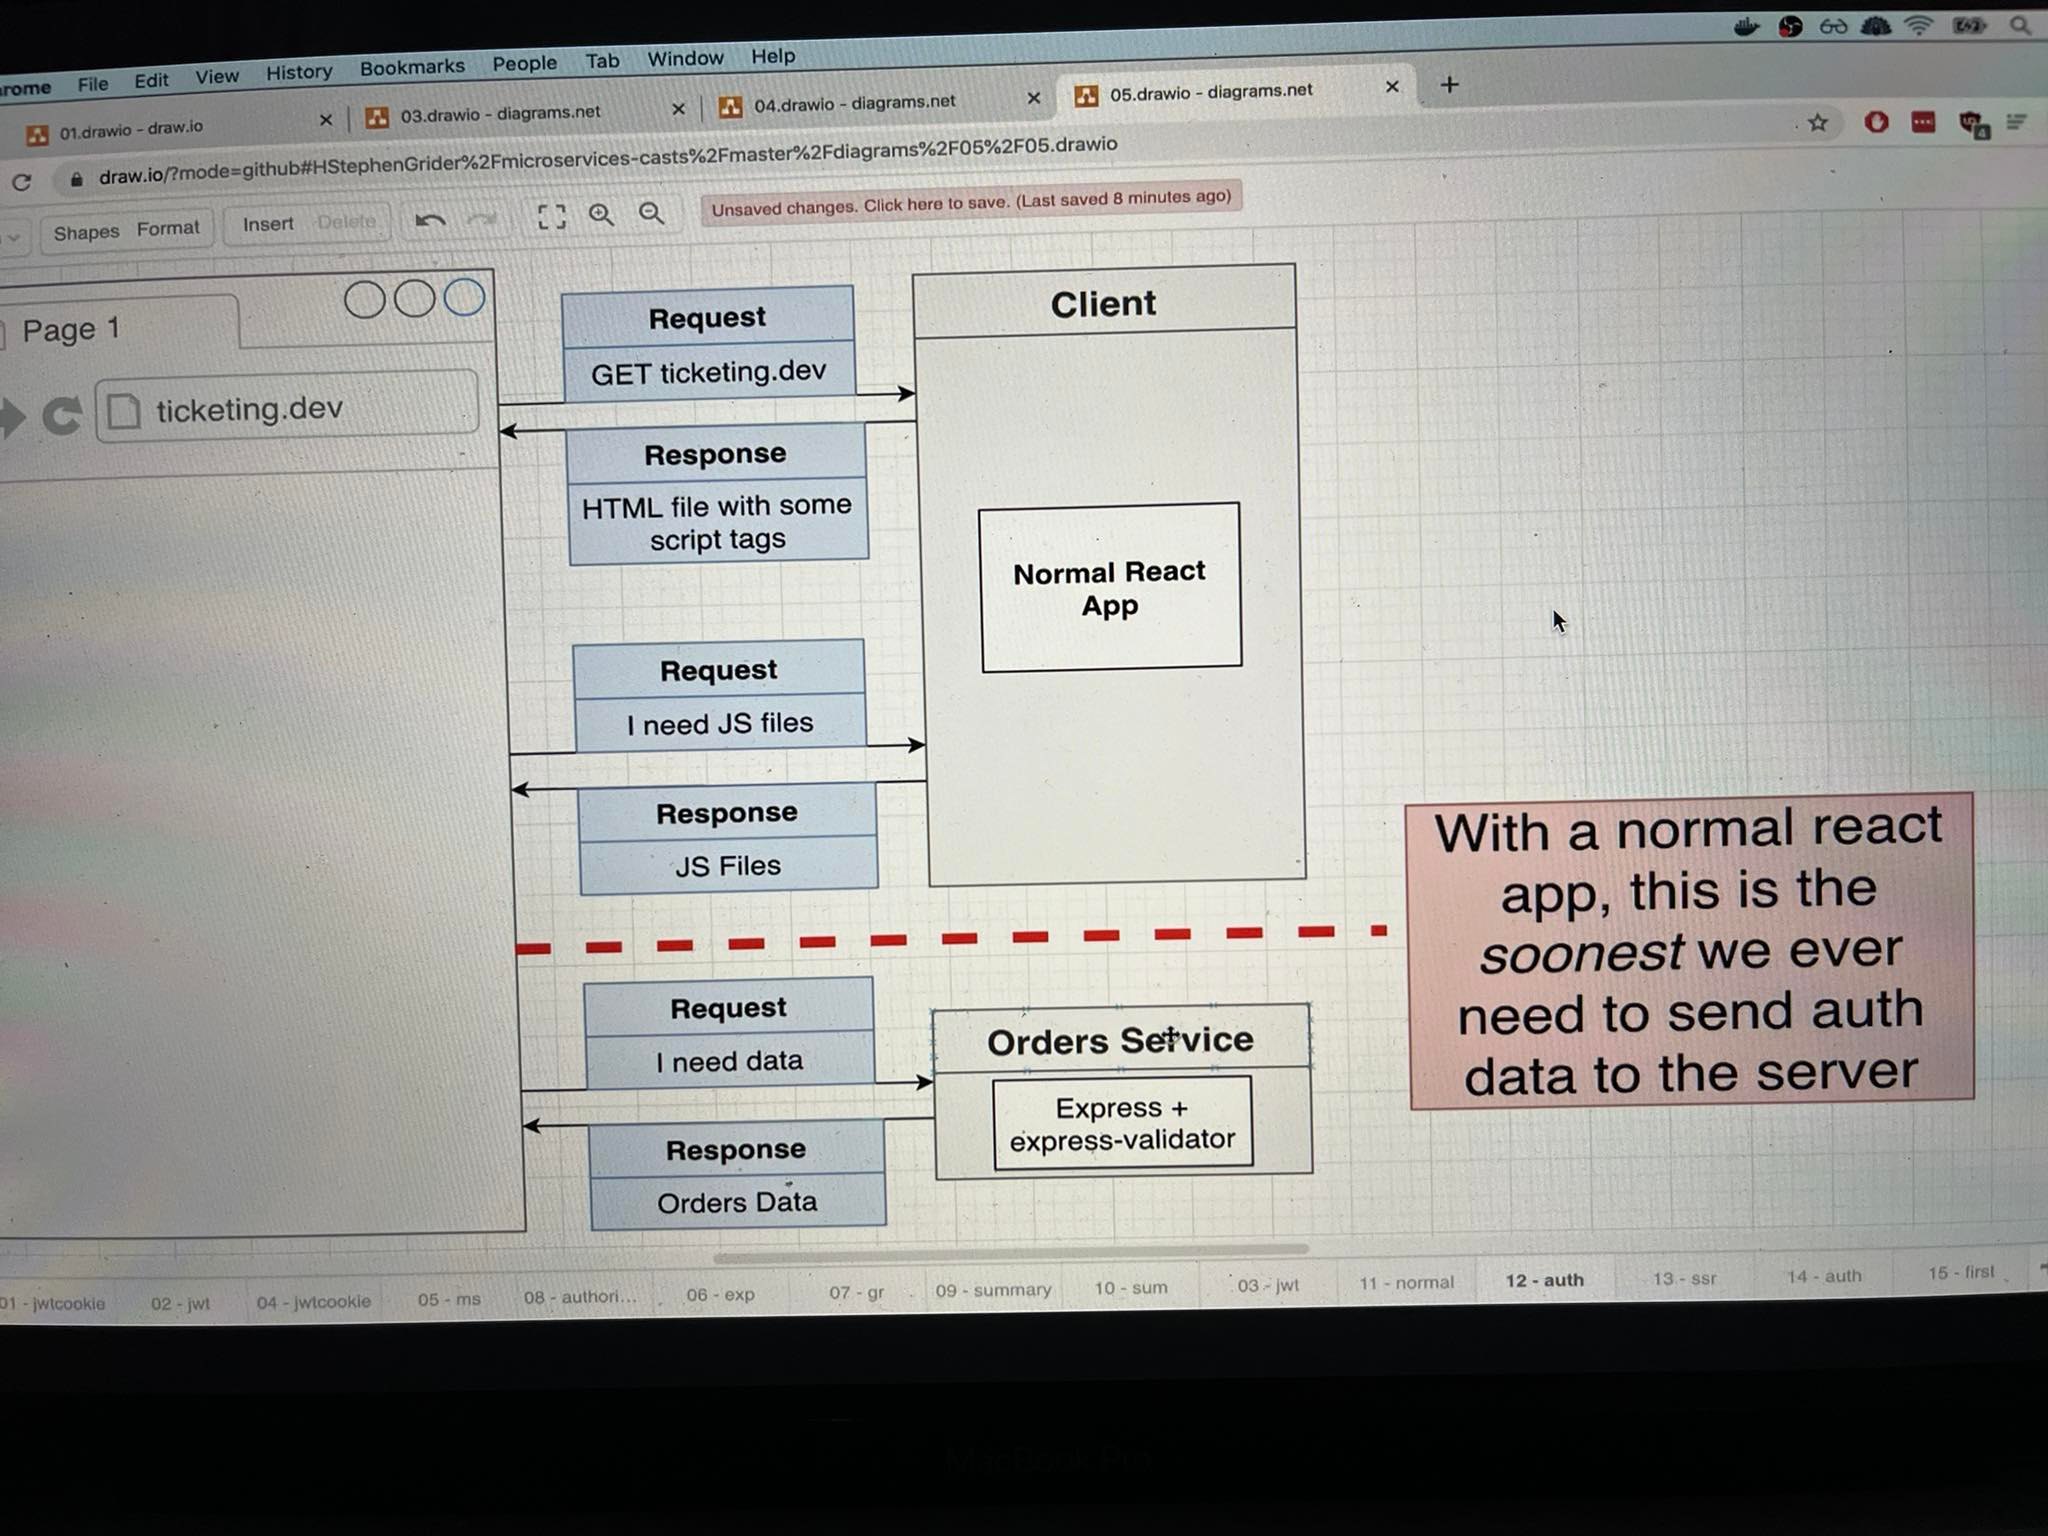 File Edit View History Bookmarks People Tab Window Help
01.drawio - draw.io
03.drawio - diagrams.net
04.drawio - diagrams.net
05.drawio - diagrams.net
draw.io/?mode=github#HStephenGrider%2Fmicroservices-casts%2Fmaster%2Fdiagrams%2F05%2F05.drawio
Shapes Format Insert Delete
Unsaved changes. Click here to save. (Last saved 8 minutes ago)
Page 1
ticketing.dev
Request
GET ticketing.dev
Response
HTML file with some
script tags
Request
I need JS files
Response
JS Files
Client
Normal React
App
Request
I need data
Response
Orders Data
Orders Service
Express +
express-validator
With a normal react
app, this is the
soonest we ever
need to send auth
data to the server
01 - jwtcookie 02 - jwt 04 - jwtcookie 05 - ms 08 - authori... 06 - exp 07 - gr 09 - summary 10 - sum 03 - jwt 11 - normal 12 - auth 13 - ssr 14 - auth 15 - first
MacBook Pro